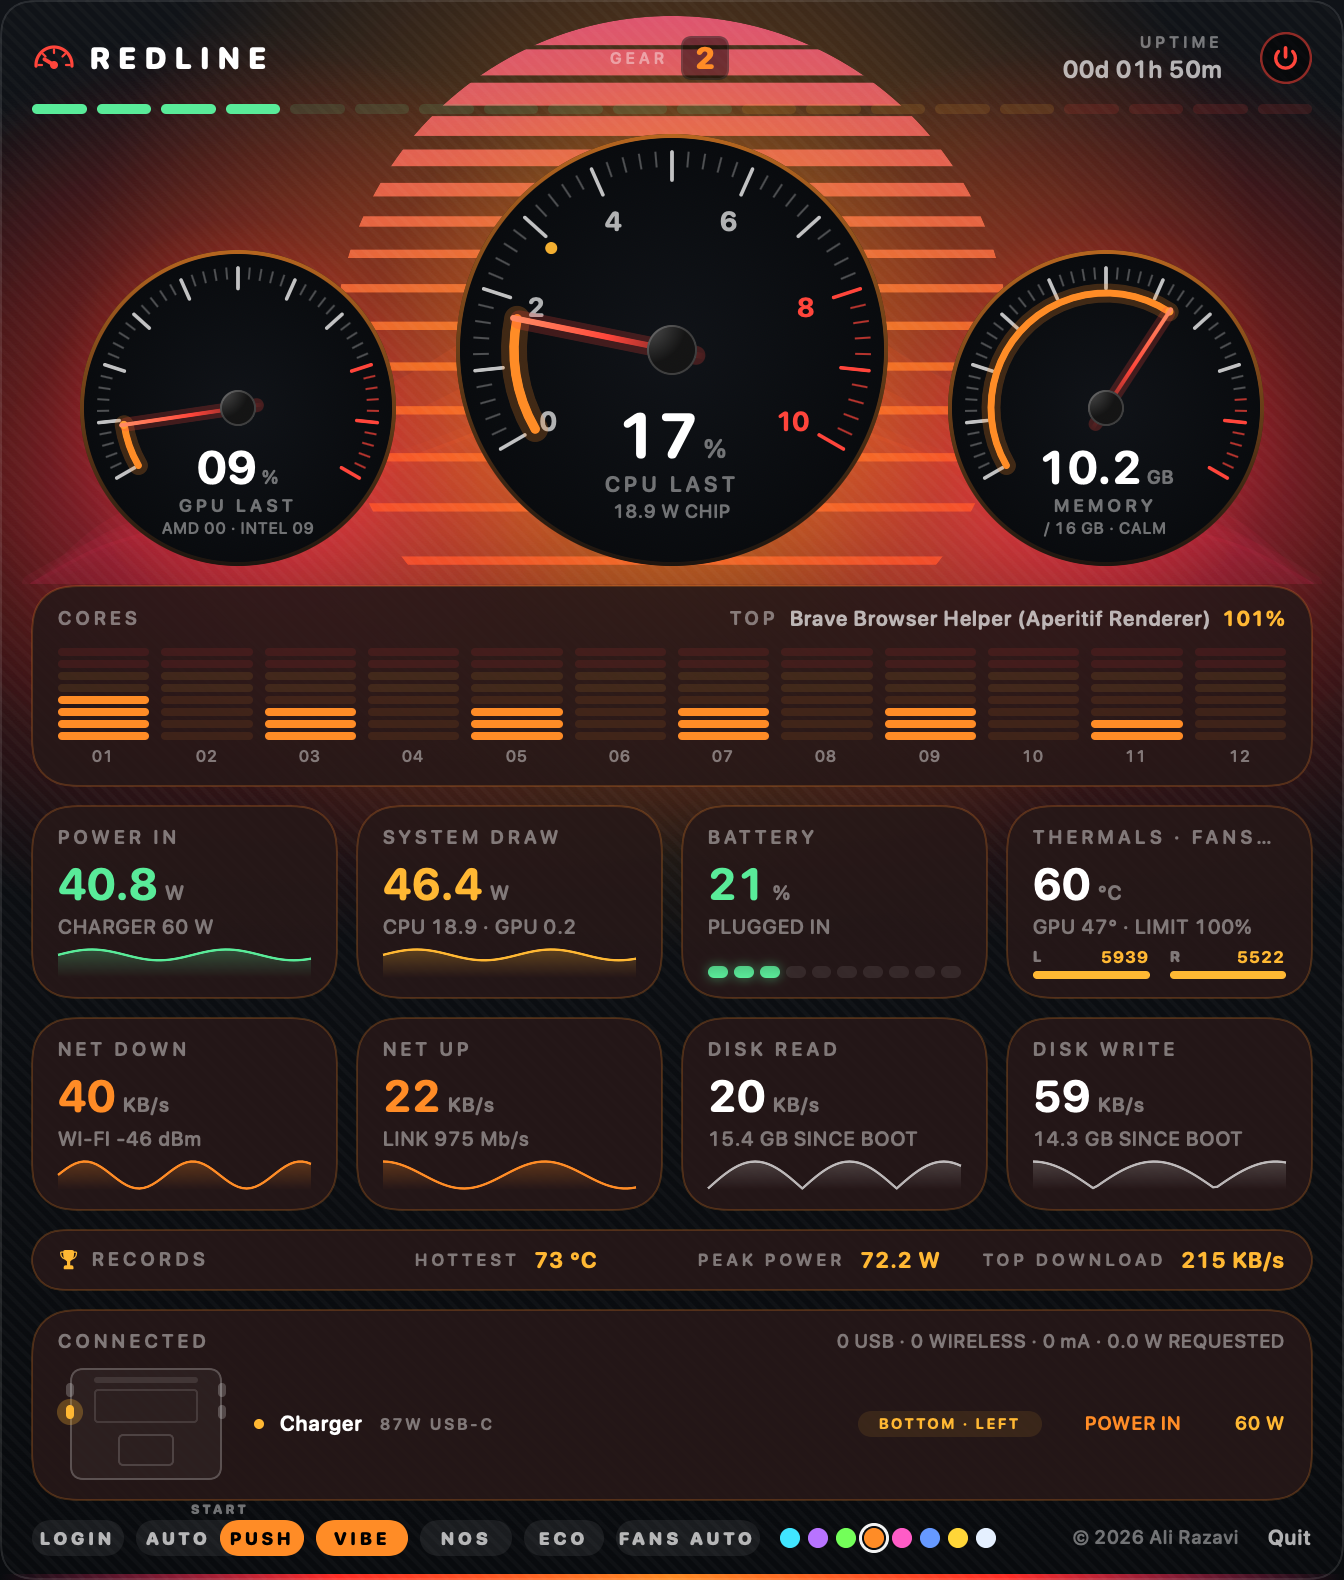 REDLINE
GEAR 2
UPTIME
00d 01h 50m
4 6
2 8
0 10
17 %
CPU LAST
18.9 W CHIP
09 %
GPU LAST
AMD 00 · INTEL 09
10.2 GB
MEMORY
/ 16 GB · CALM
CORES TOP Brave Browser Helper (Aperitif Renderer) 101%
01 02 03 04 05 06 07 08 09 10 11 12
POWER IN
40.8 W
CHARGER 60 W
SYSTEM DRAW
46.4 W
CPU 18.9 · GPU 0.2
BATTERY
21 %
PLUGGED IN
THERMALS · FANS...
60 °C
GPU 47° · LIMIT 100%
L 5939 R 5522
NET DOWN
40 KB/s
WI-FI -46 dBm
NET UP
22 KB/s
LINK 975 Mb/s
DISK READ
20 KB/s
15.4 GB SINCE BOOT
DISK WRITE
59 KB/s
14.3 GB SINCE BOOT
RECORDS HOTTEST 73 °C PEAK POWER 72.2 W TOP DOWNLOAD 215 KB/s
CONNECTED 0 USB · 0 WIRELESS · 0 mA · 0.0 W REQUESTED
Charger 87W USB-C BOTTOM · LEFT POWER IN 60 W
START
LOGIN AUTO PUSH VIBE NOS ECO FANS AUTO © 2026 Ali Razavi Quit